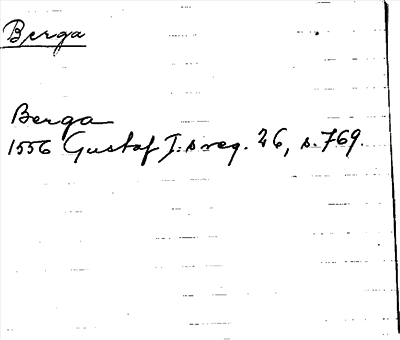 Berga
Berga
1556 Gustaf I:s reg. 26, s. 769.